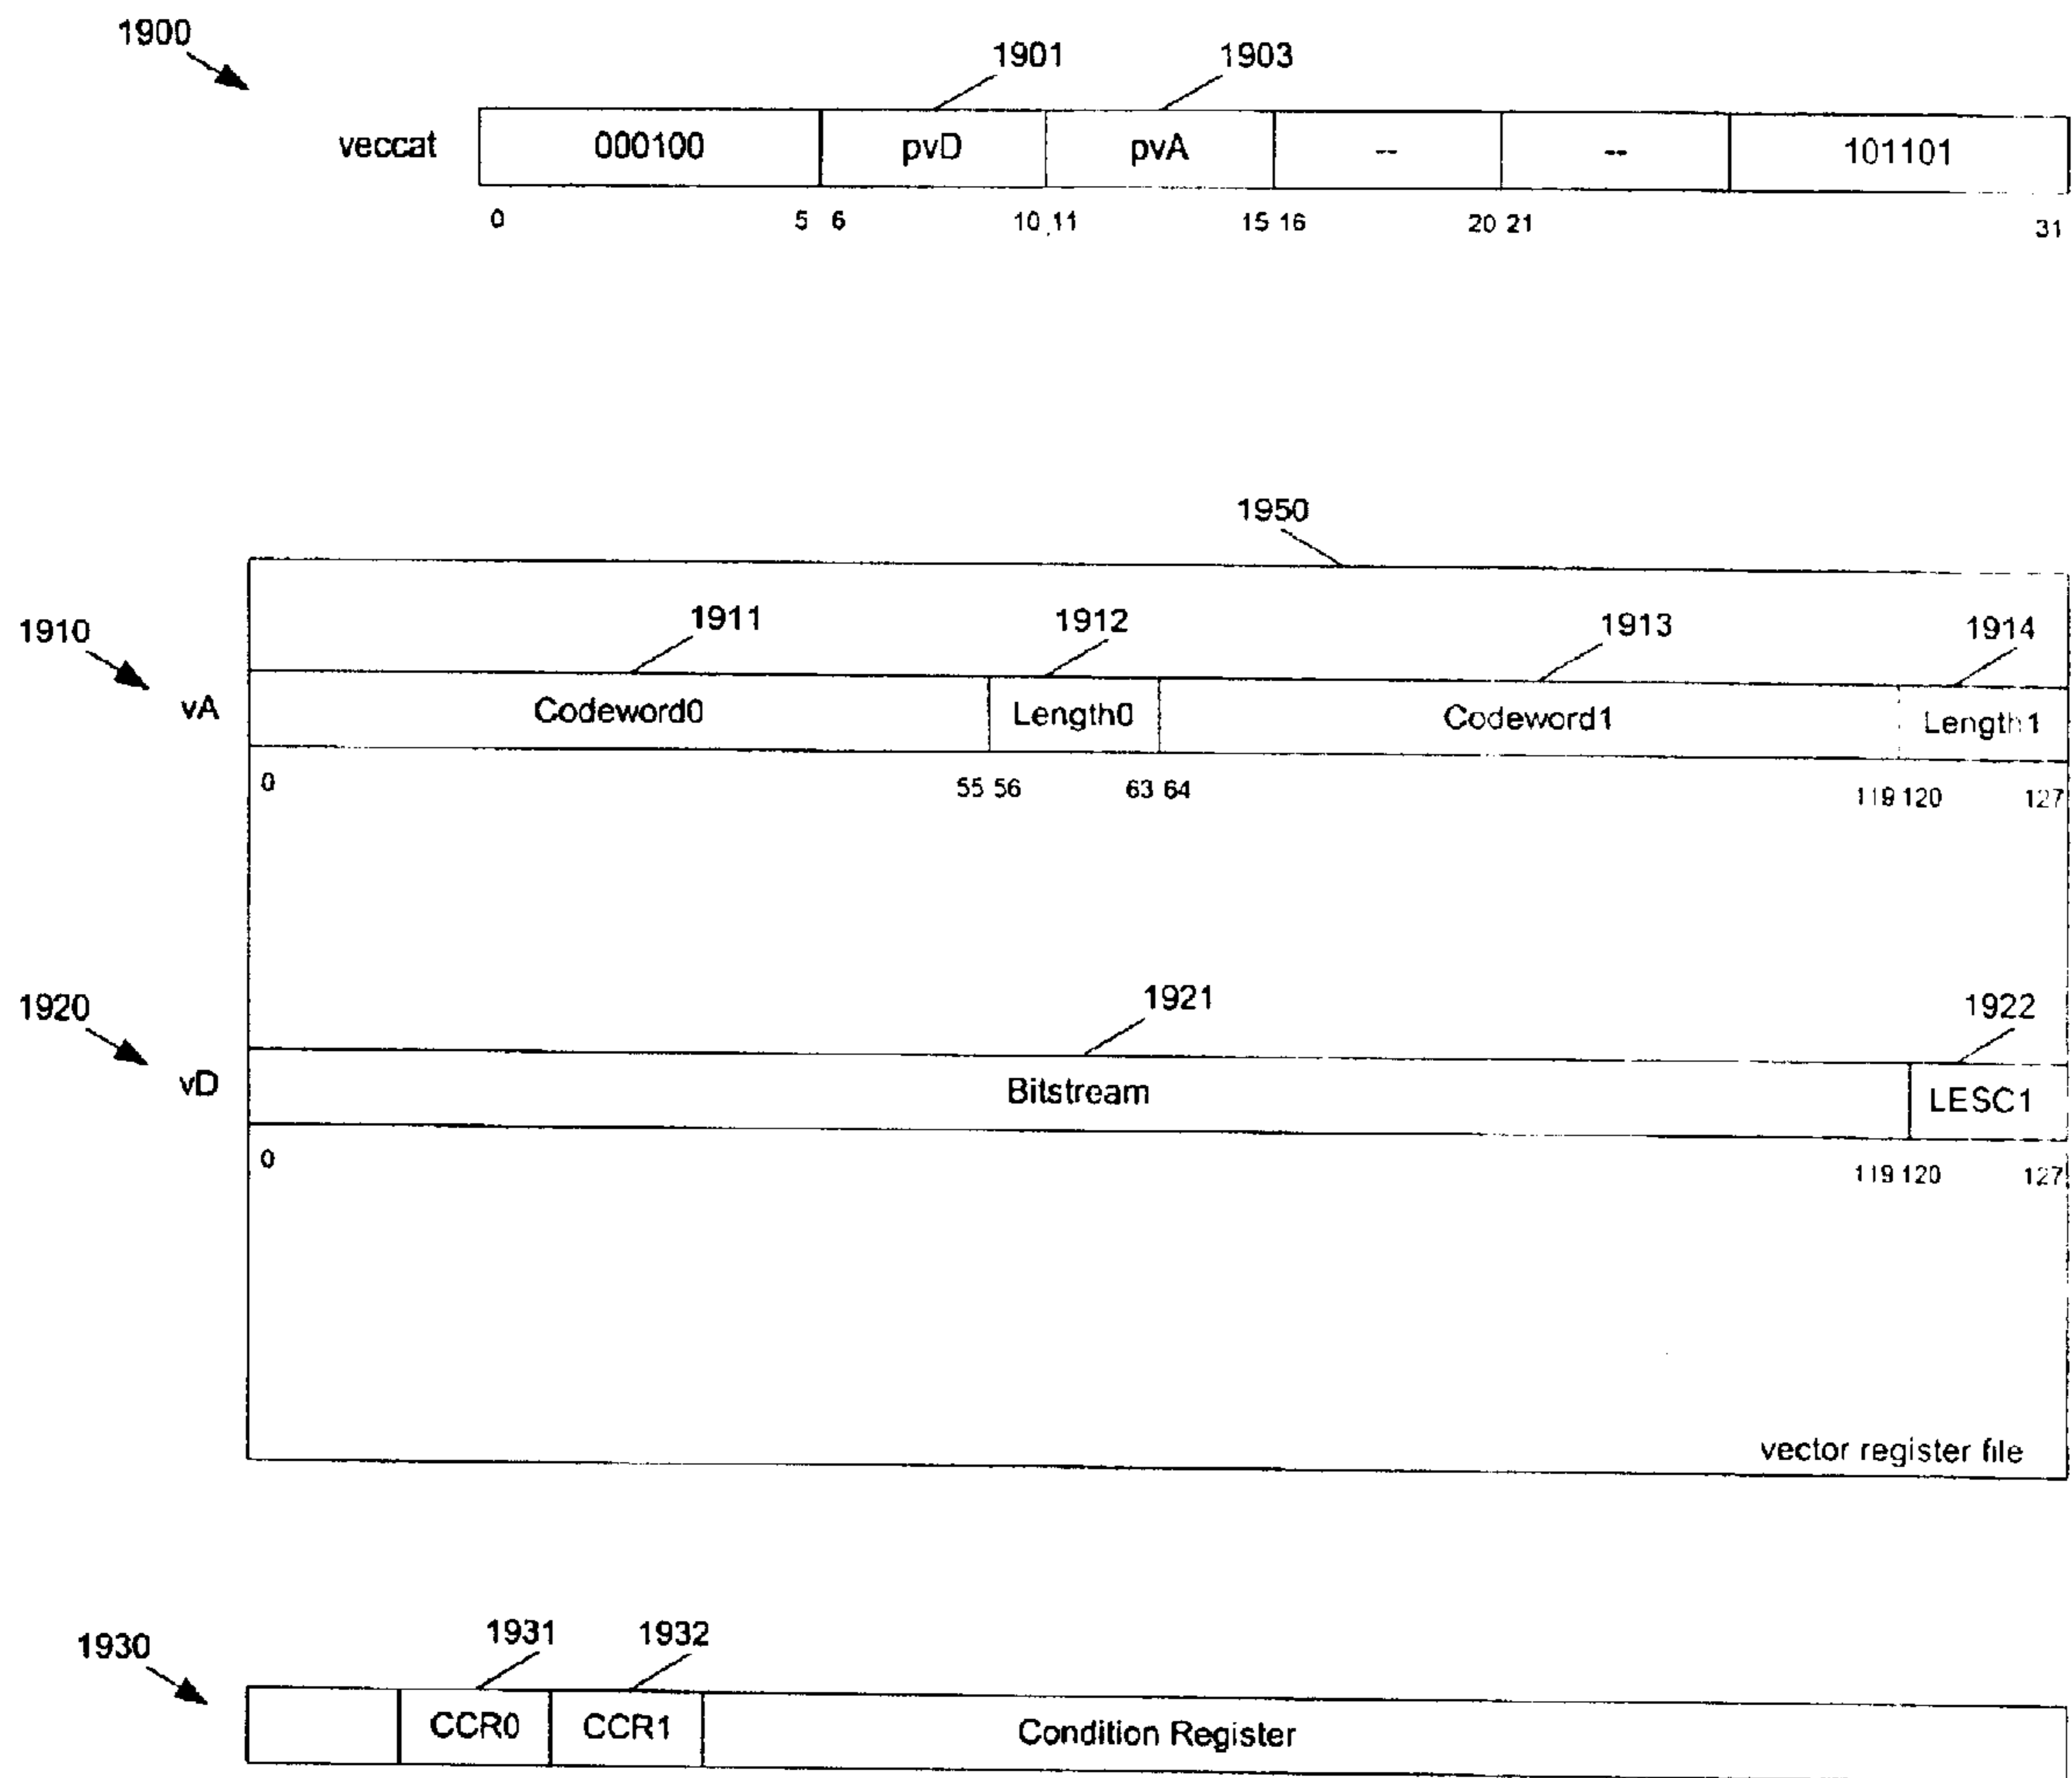 1900
1901 1903
veccat 000100 pvD pvA -- -- 101101
0 5 6 10 11 15 16 20 21 31
1950
1910 1911 1912 1913 1914
vA Codeword0 Length0 Codeword1 Length1
0 55 56 63 64 119 120 127
1920 1921 1922
vD Bitstream LESC1
0 119 120 127
vector register file
1930 1931 1932
CCR0 CCR1 Condition Register